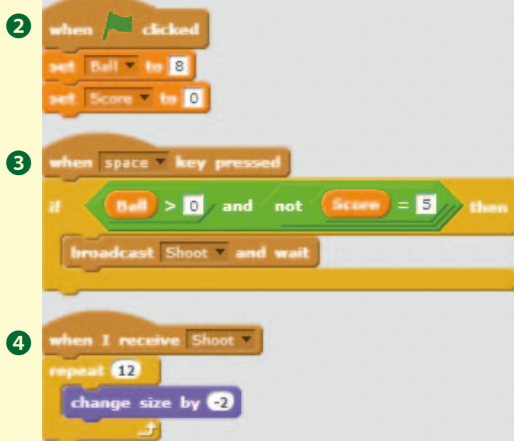 2
when clicked
set Ball to 8
set Score to 0
3
when space key pressed
if Ball > 0 and not Score = 5 then
broadcast Shoot and wait
4
when I receive Shoot
repeat 12
change size by -2